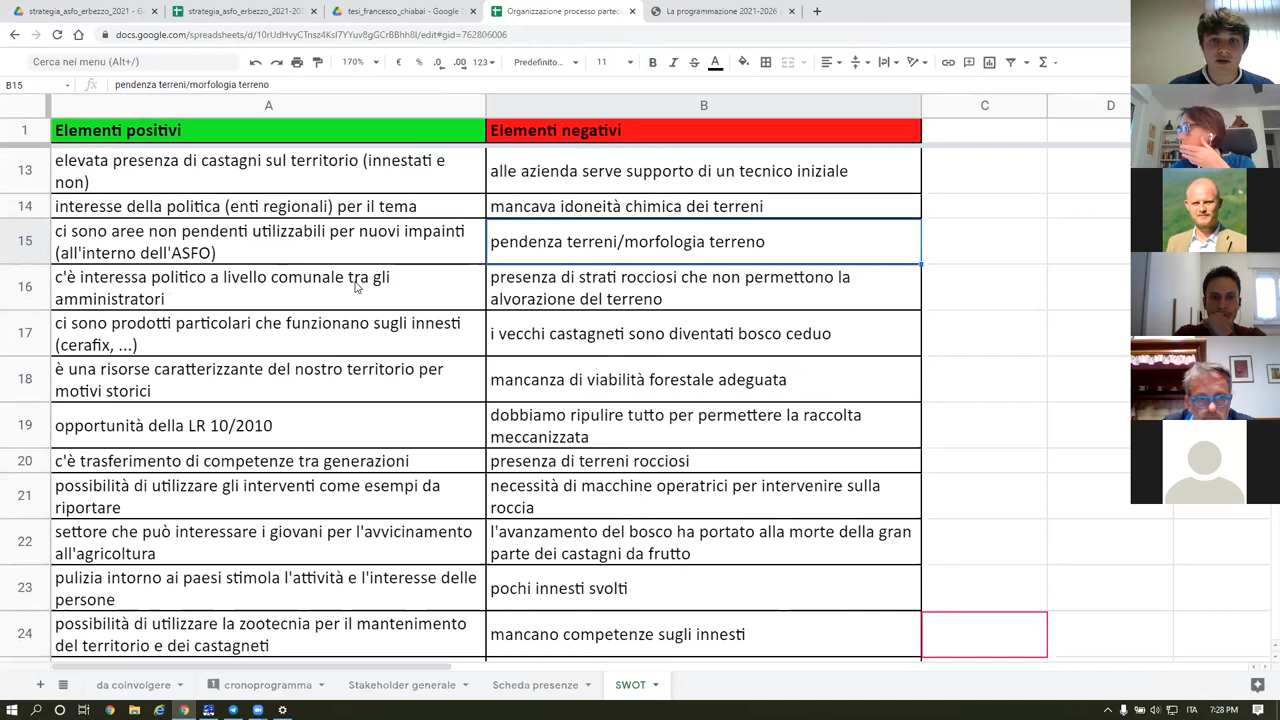 strategia_asfo_erbezzo_2021 - G
strategia_asfo_erbezzo_2021-202
tesi_francesco_chiabai - Google D
Organizzazione processo partec
La programmazione 2021-2026 /
docs.google.com/spreadsheets/d/10rUdHvyCTnsz4KsI7YYuv8gGCrBBhh8I/edit#gid=762806006
Cerca nei menu (Alt+/)
170%
€ % .0 .00 123
Predefinito...
11
B I S A
B15
fx
pendenza terreni/morfologia terreno
A B C D
1 Elementi positivi Elementi negativi
13 elevata presenza di castagni sul territorio (innestati e
non)
alle azienda serve supporto di un tecnico iniziale
14 interesse della politica (enti regionali) per il tema
mancava idoneità chimica dei terreni
15 ci sono aree non pendenti utilizzabili per nuovi impainti
(all'interno dell'ASFO)
pendenza terreni/morfologia terreno
16 c'è interessa politico a livello comunale tra gli
amministratori
presenza di strati rocciosi che non permettono la
alvorazione del terreno
17 ci sono prodotti particolari che funzionano sugli innesti
(cerafix, ...)
i vecchi castagneti sono diventati bosco ceduo
18 è una risorse caratterizzante del nostro territorio per
motivi storici
mancanza di viabilità forestale adeguata
19 opportunità della LR 10/2010
dobbiamo ripulire tutto per permettere la raccolta
meccanizzata
20 c'è trasferimento di competenze tra generazioni
presenza di terreni rocciosi
21 possibilità di utilizzare gli interventi come esempi da
riportare
necessità di macchine operatrici per intervenire sulla
roccia
22 settore che può interessare i giovani per l'avvicinamento
all'agricoltura
l'avanzamento del bosco ha portato alla morte della gran
parte dei castagni da frutto
23 pulizia intorno ai paesi stimola l'attività e l'interesse delle
persone
pochi innesti svolti
24 possibilità di utilizzare la zootecnia per il mantenimento
del territorio e dei castagneti
mancano competenze sugli innesti
da coinvolgere
1 cronoprogramma
Stakeholder generale
Scheda presenze
SWOT
ITA
7:28 PM